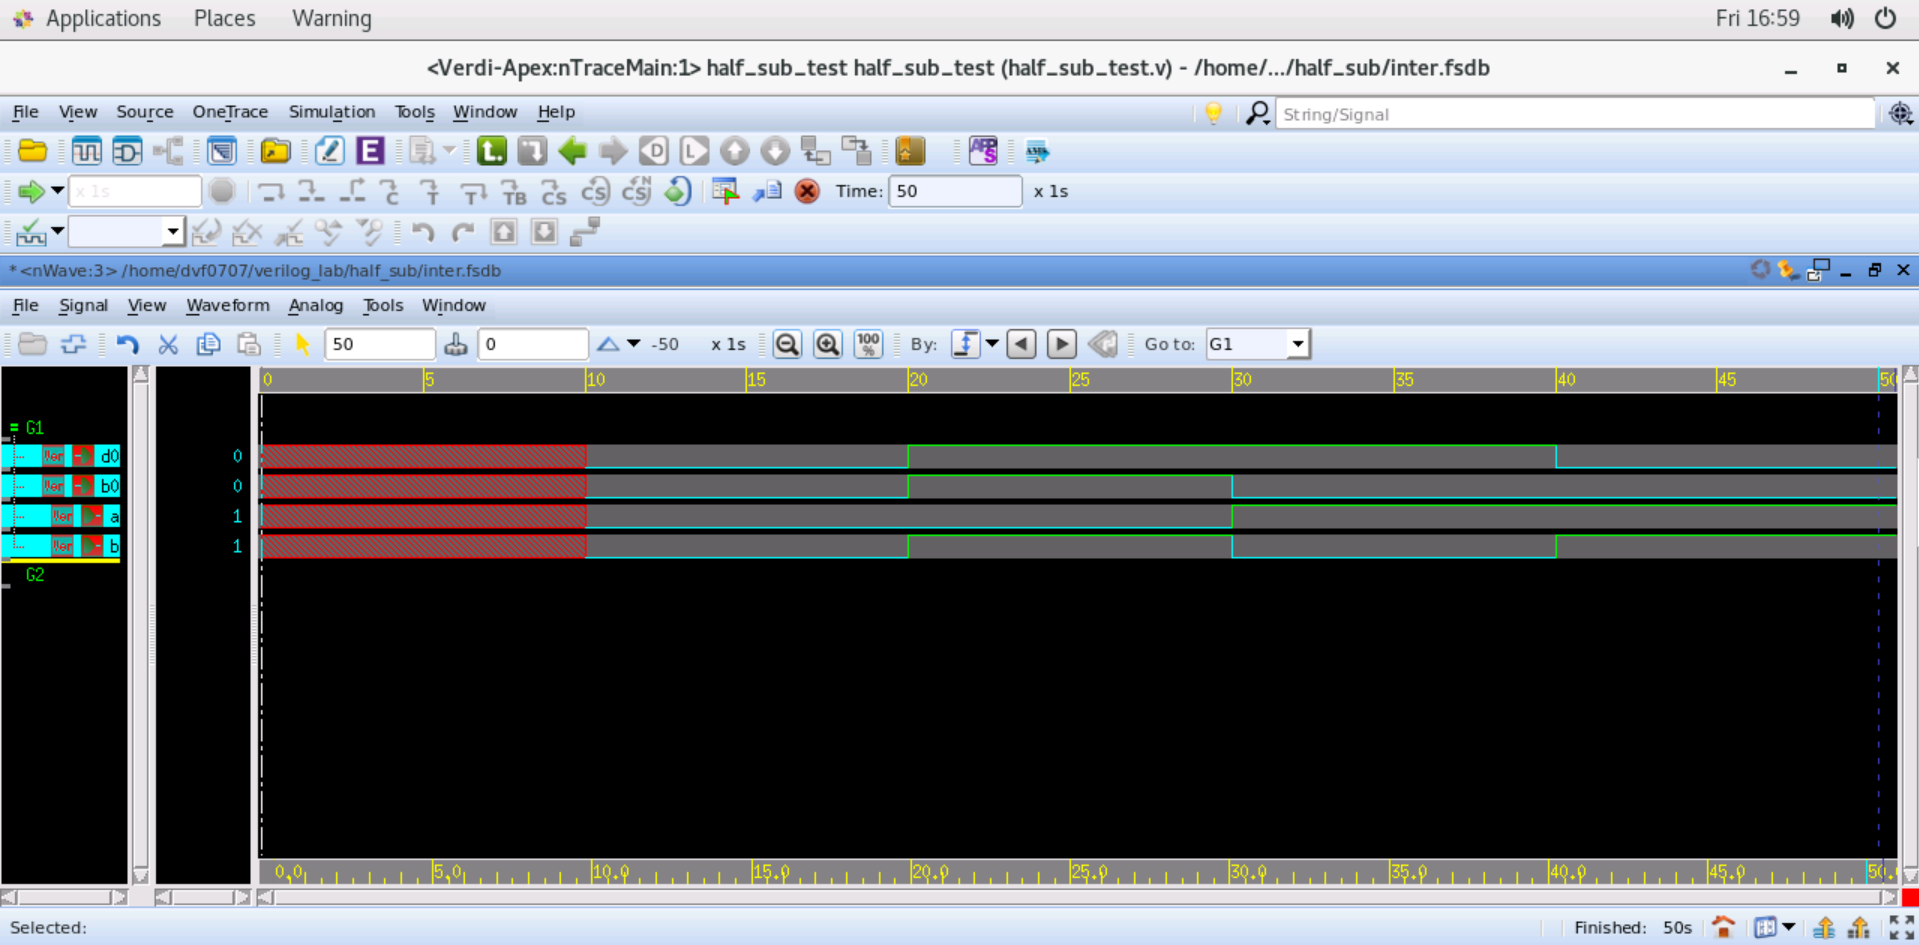 Applications Places Warning Fri 16:59
<Verdi-Apex:nTraceMain:1> half_sub_test half_sub_test (half_sub_test.v) - /home/.../half_sub/inter.fsdb
File View Source OneTrace Simulation Tools Window Help String/Signal
x 1s Time: 50 x 1s
*<nWave:3> /home/dvf0707/verilog_lab/half_sub/inter.fsdb
File Signal View Waveform Analog Tools Window
50 0 -50 x 1s 100 % By: Go to: G1
0 5 10 15 20 25 30 35 40 45 50
G1
Ver d0 0
Ver b0 0
Ver a 1
Ver b 1
G2
0.0 5.0 10.0 15.0 20.0 25.0 30.0 35.0 40.0 45.0 50.
Selected: Finished: 50s